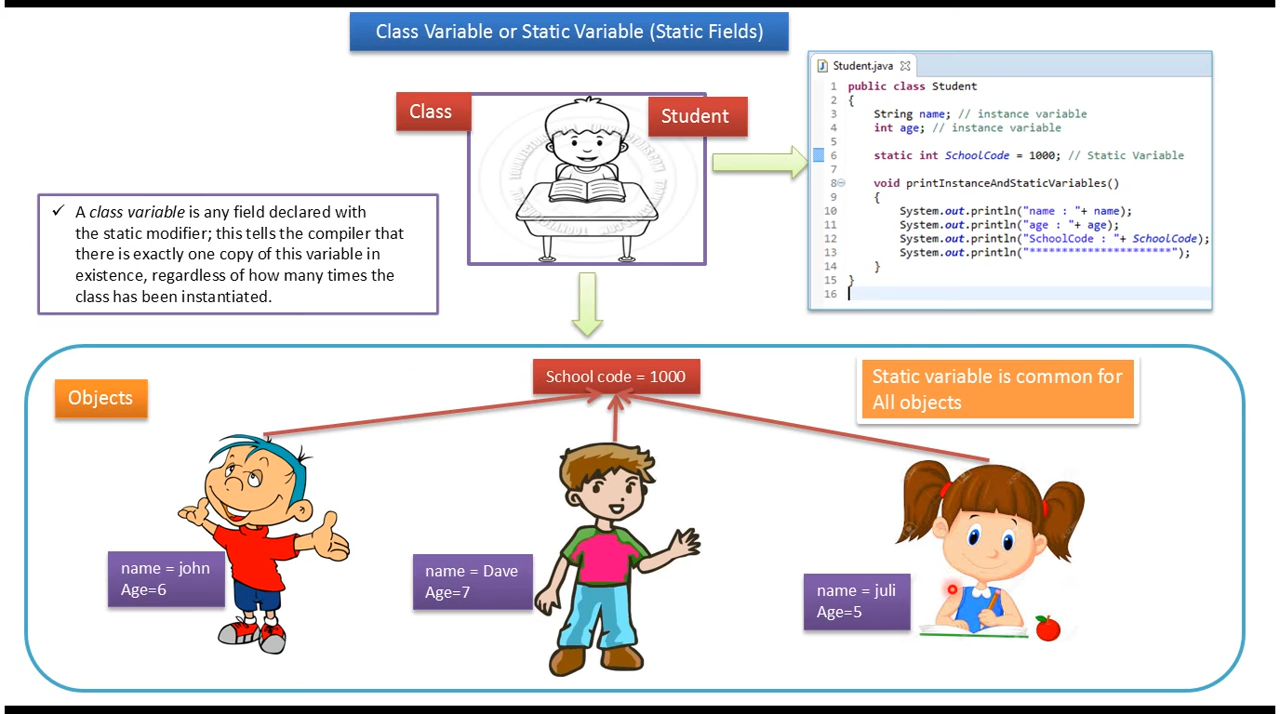 Class Variable or Static Variable (Static Fields)
Class
Student
✓ A class variable is any field declared with
the static modifier; this tells the compiler that
there is exactly one copy of this variable in
existence, regardless of how many times the
class has been instantiated.
Student.java
1 public class Student
2 {
3 String name; // instance variable
4 int age; // instance variable
5
6 static int SchoolCode = 1000; // Static Variable
7
8 void printInstanceAndStaticVariables()
9 {
10 System.out.println("name : "+ name);
11 System.out.println("age : "+ age);
12 System.out.println("SchoolCode : "+ SchoolCode);
13 System.out.println("**********************");
14 }
15 }
16
Objects
School code = 1000
Static variable is common for
All objects
name = john
Age=6
name = Dave
Age=7
name = juli
Age=5